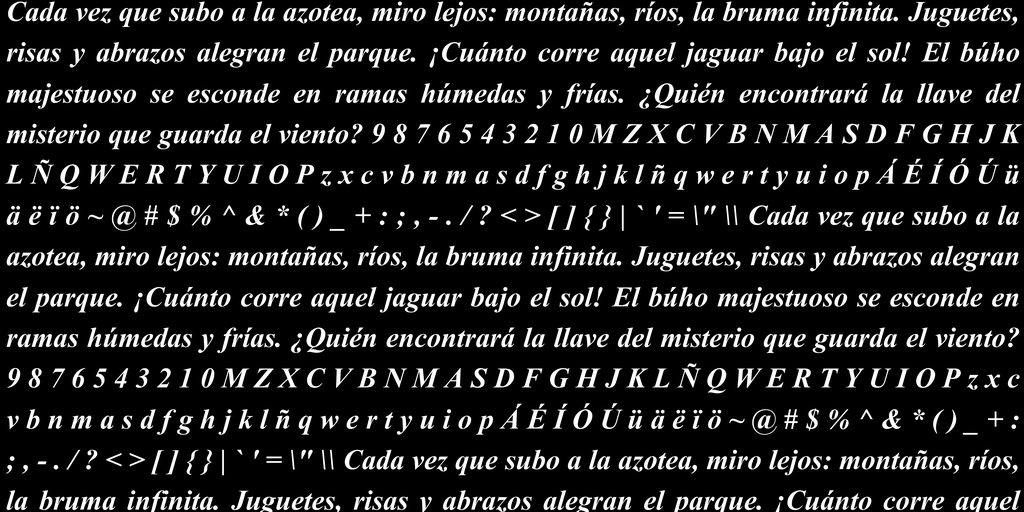 Cada vez que subo a la azotea, miro lejos: montañas, ríos, la bruma infinita. Juguetes,
risas y abrazos alegran el parque. ¡Cuánto corre aquel jaguar bajo el sol! El búho
majestuoso se esconde en ramas húmedas y frías. ¿Quién encontrará la llave del
misterio que guarda el viento? 9 8 7 6 5 4 3 2 1 0 M Z X C V B N M A S D F G H J K
L Ñ Q W E R T Y U I O P z x c v b n m a s d f g h j k l ñ q w e r t y u i o p Á É Í Ó Ú ü
ä ë ï ö ~ @ # $ % ^ & * ( ) _ + : ; , - . / ? < > [ ] { } | ` ' = \" \\ Cada vez que subo a la
azotea, miro lejos: montañas, ríos, la bruma infinita. Juguetes, risas y abrazos alegran
el parque. ¡Cuánto corre aquel jaguar bajo el sol! El búho majestuoso se esconde en
ramas húmedas y frías. ¿Quién encontrará la llave del misterio que guarda el viento?
9 8 7 6 5 4 3 2 1 0 M Z X C V B N M A S D F G H J K L Ñ Q W E R T Y U I O P z x c
v b n m a s d f g h j k l ñ q w e r t y u i o p Á É Í Ó Ú ü ä ë ï ö ~ @ # $ % ^ & * ( ) _ + :
; , - . / ? < > [ ] { } | ` ' = \" \\ Cada vez que subo a la azotea, miro lejos: montañas, ríos,
la bruma infinita. Juguetes, risas y abrazos alegran el parque. ¡Cuánto corre aquel